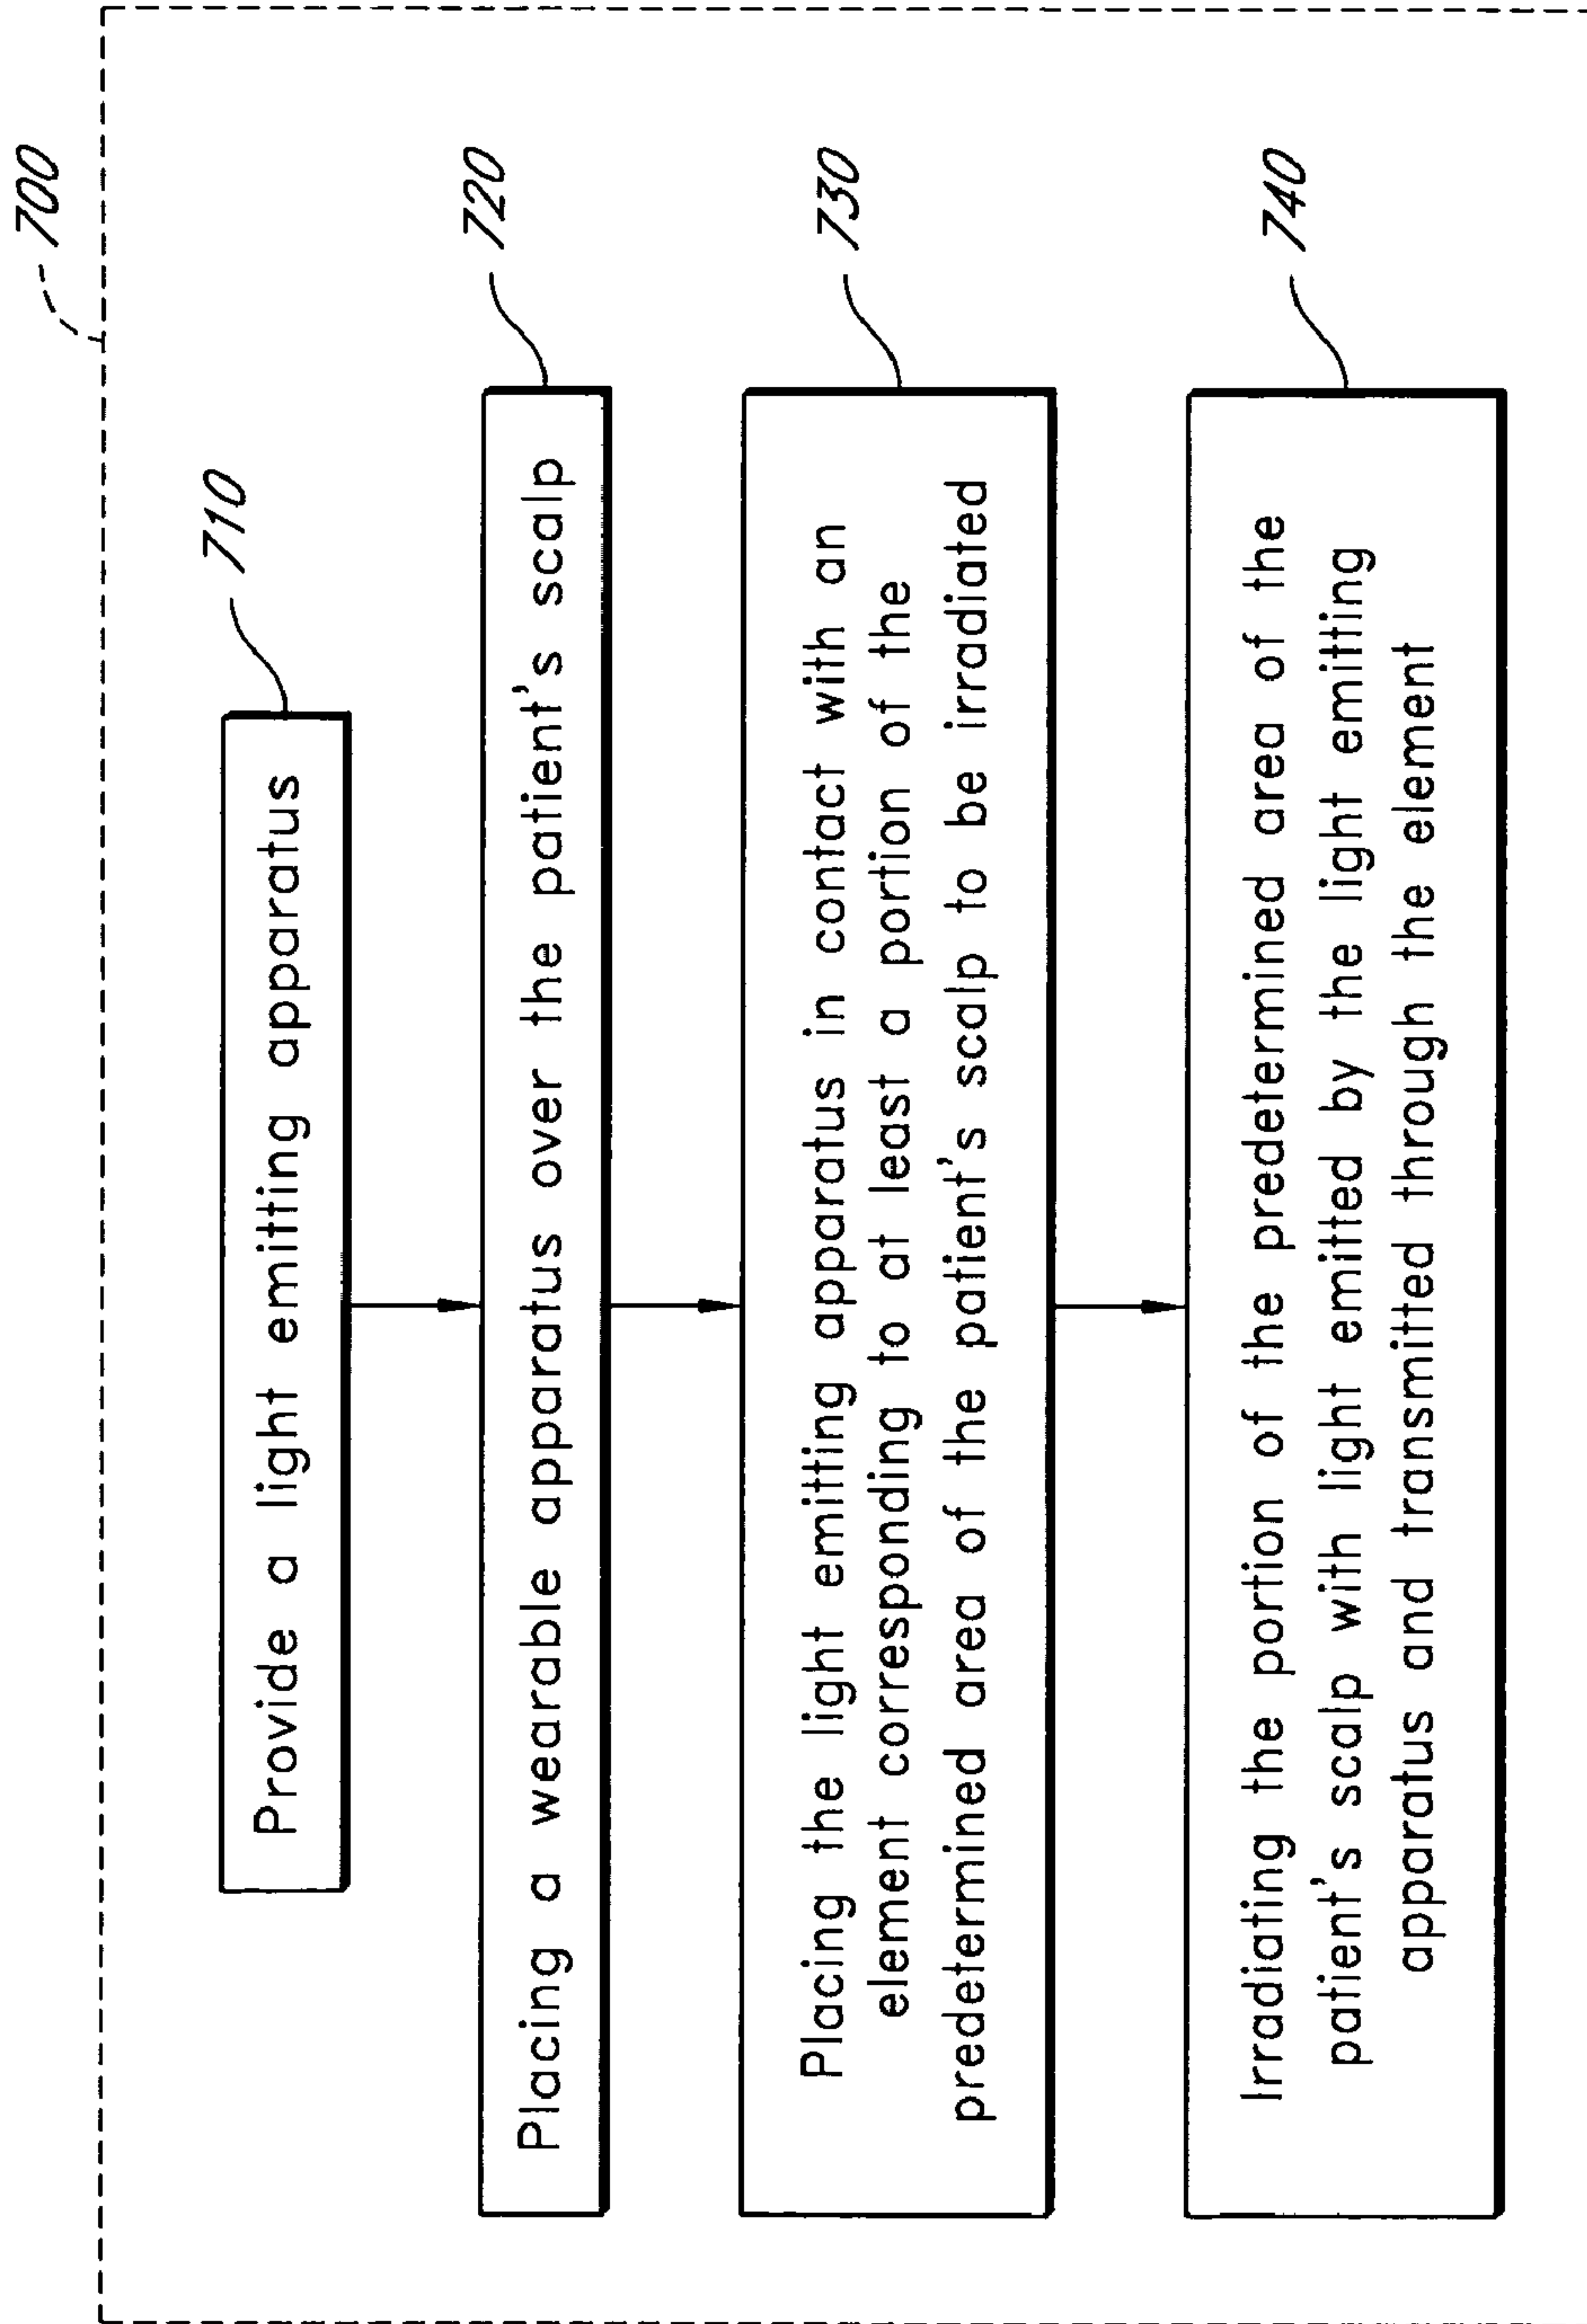 700
710
Provide a light emitting apparatus
720
Placing a wearable apparatus over the patient's scalp
730
Placing the light emitting apparatus in contact with an
element corresponding to at least a portion of the
predetermined area of the patient's scalp to be irradiated
740
Irradiating the portion of the predetermined area of the
patient's scalp with light emitted by the light emitting
apparatus and transmitted through the element